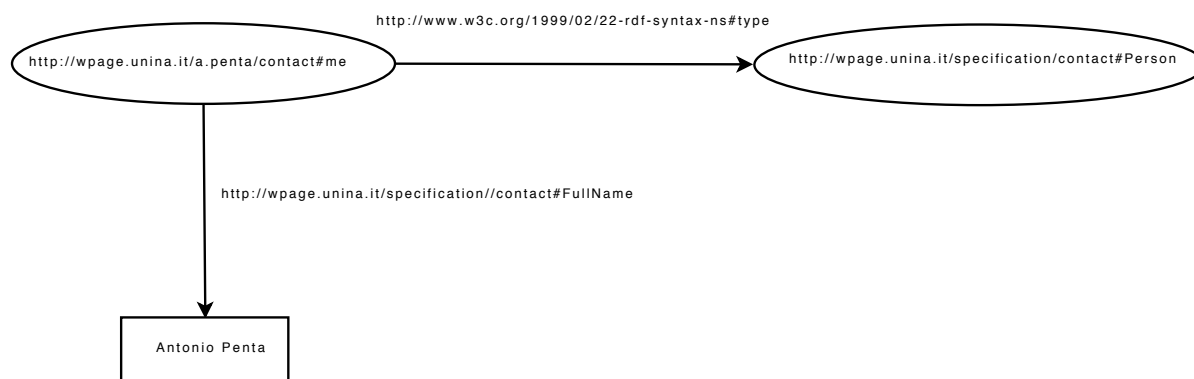 http://www.w3c.org/1999/02/22-rdf-syntax-ns#type
http://wpage.unina.it/a.penta/contact#me
http://wpage.unina.it/specification/contact#Person
http://wpage.unina.it/specification//contact#FullName
Antonio Penta